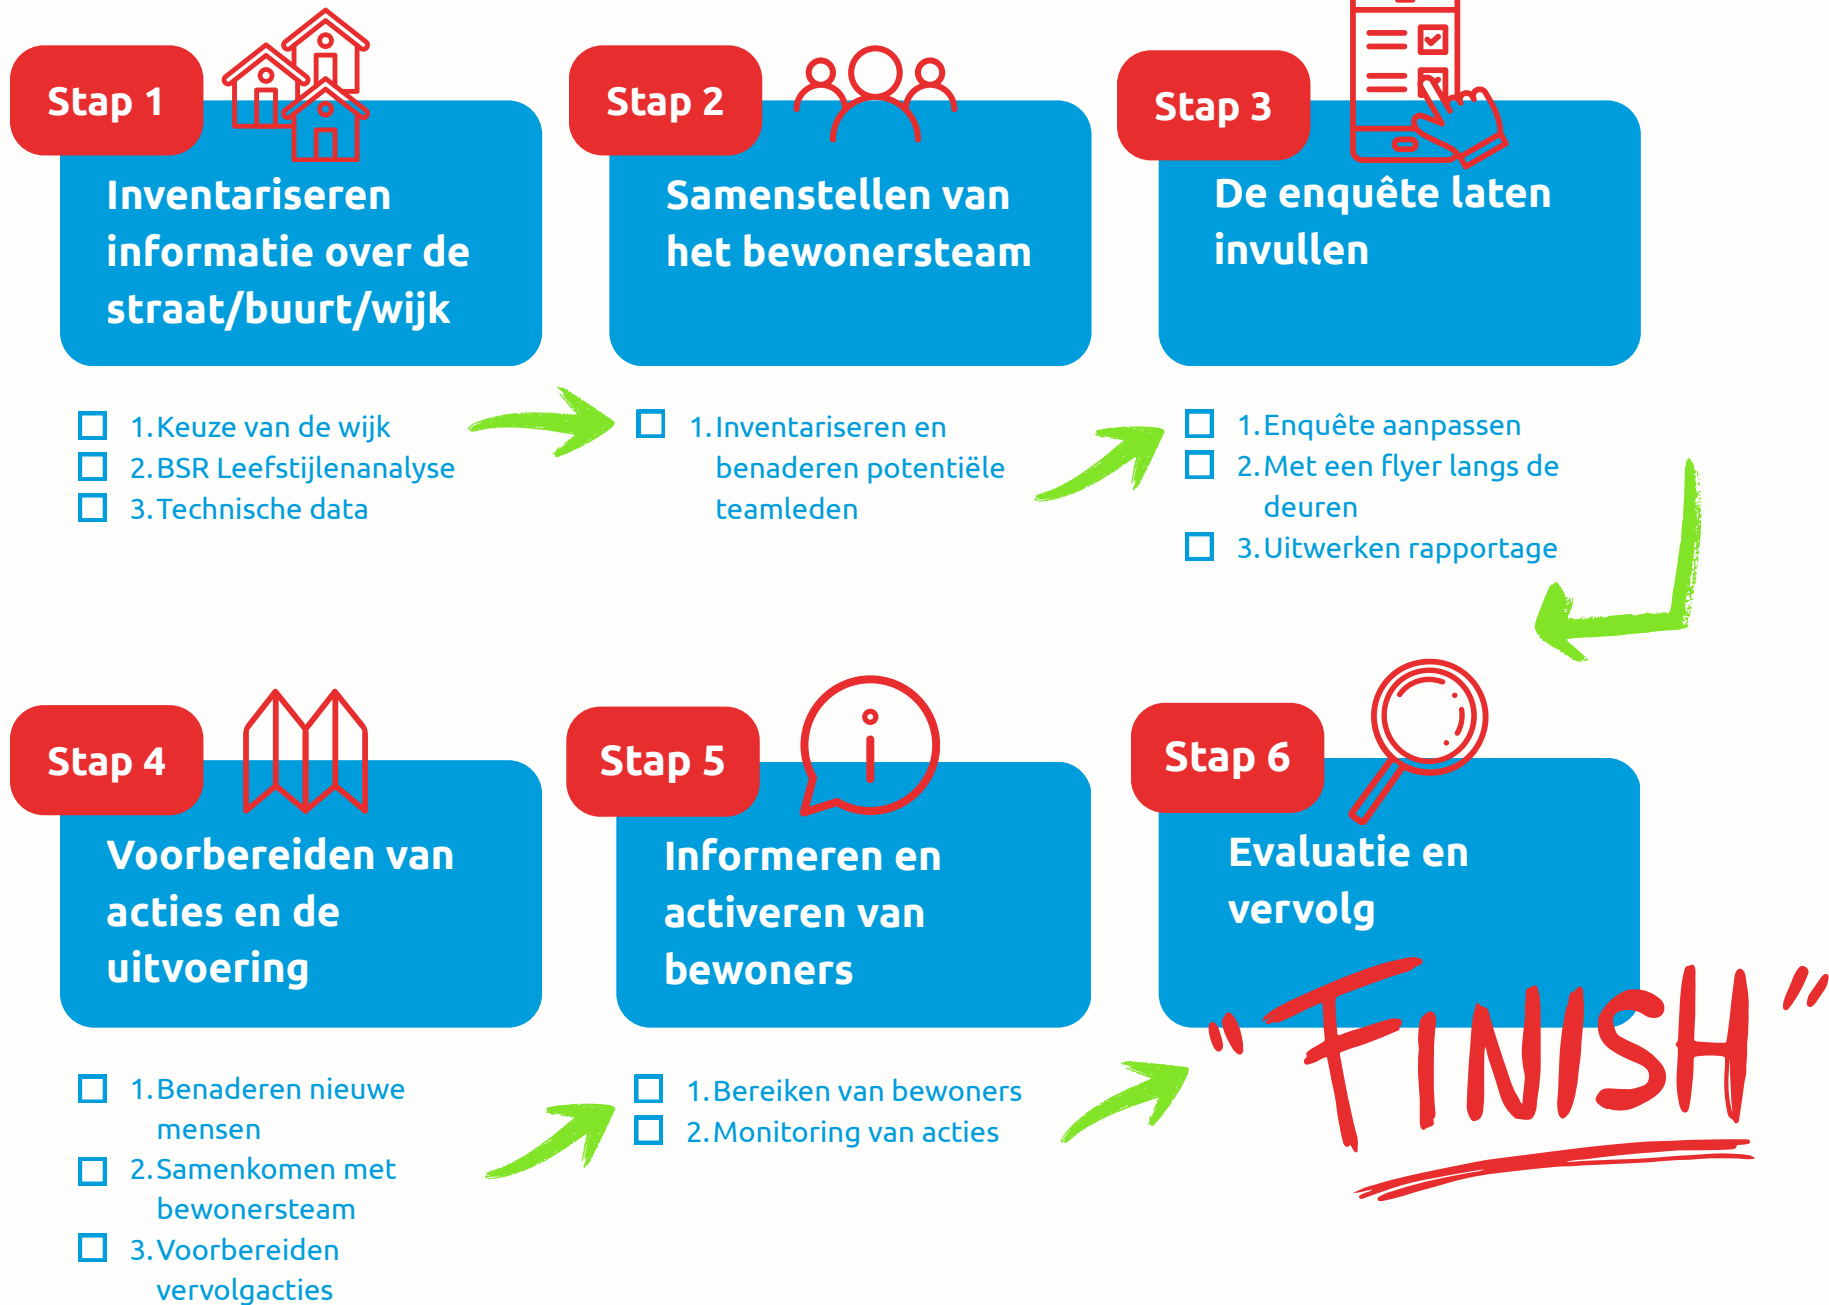 Stap 1
Inventariseren
informatie over de
straat/buurt/wijk
1. Keuze van de wijk
2. BSR Leefstijlenanalyse
3. Technische data
Stap 2
Samenstellen van
het bewonersteam
1. Inventariseren en
benaderen potentiële
teamleden
Stap 3
De enquête laten
invullen
1. Enquête aanpassen
2. Met een flyer langs de
deuren
3. Uitwerken rapportage
Stap 4
Voorbereiden van
acties en de
uitvoering
1. Benaderen nieuwe
mensen
2. Samenkomen met
bewonersteam
3. Voorbereiden
vervolgacties
Stap 5
Informeren en
activeren van
bewoners
1. Bereiken van bewoners
2. Monitoring van acties
Stap 6
Evaluatie en
vervolg
"FINISH"